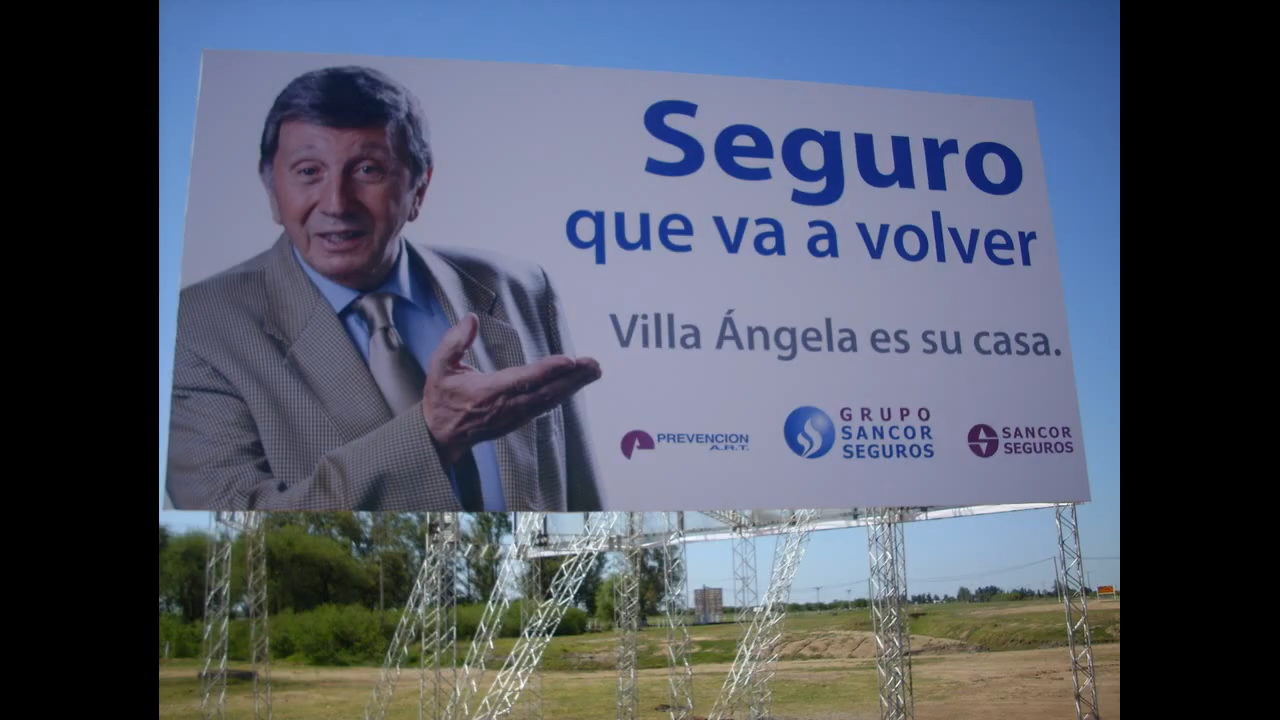 Seguro
que va a volver
Villa Ángela es su casa.
PREVENCION
A.R.T.
GRUPO
SANCOR
SEGUROS
SANCOR
SEGUROS